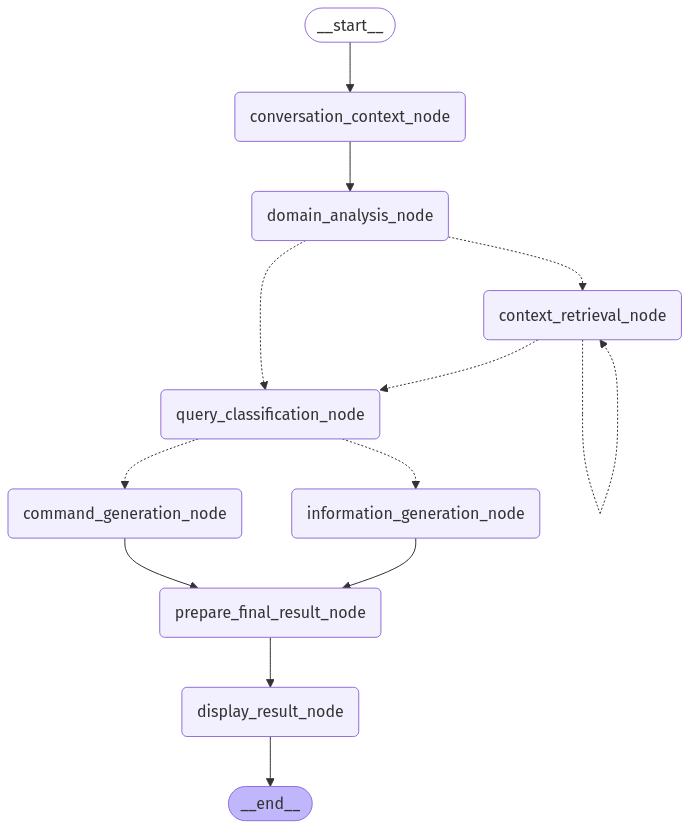 __start__
conversation_context_node
domain_analysis_node
context_retrieval_node
query_classification_node
command_generation_node
information_generation_node
prepare_final_result_node
display_result_node
__end__